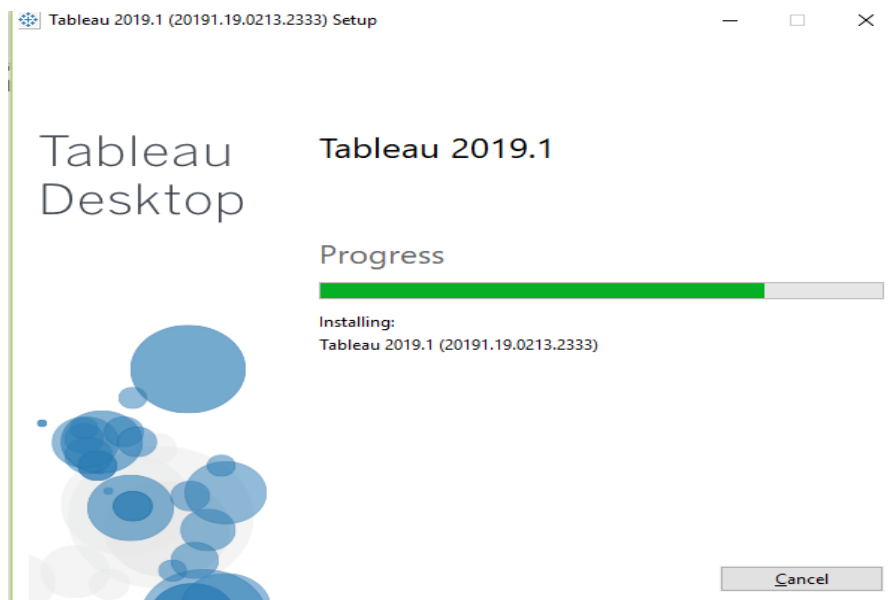 Tableau 2019.1 (20191.19.0213.2333) Setup
Tableau
Desktop
Tableau 2019.1
Progress
Installing:
Tableau 2019.1 (20191.19.0213.2333)
Cancel